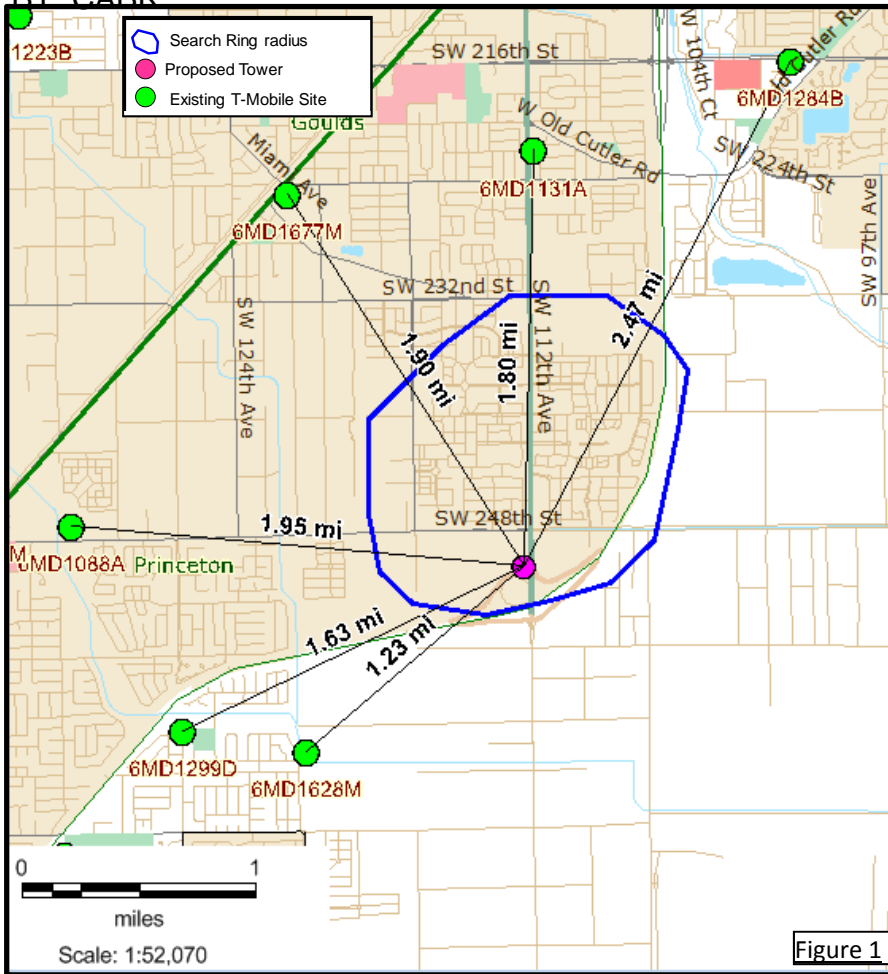 1223B
Search Ring radius
Proposed Tower
Existing T-Mobile Site
SW 216th St
SW 104th Ct
Old Cutler Rd
6MD1284B
Goulds
Miami Ave
W Old Cutler Rd
SW 224th St
6MD1131A
6MD1677M
SW 97th Ave
SW 232nd St
2.47 mi
SW 124th Ave
1.90 mi
1.80 mi
SW 112th Ave
SW 248th St
1.95 mi
M
6MD1088A
Princeton
1.63 mi
1.23 mi
6MD1299D
6MD1628M
0 1
miles
Scale: 1:52,070
Figure 1